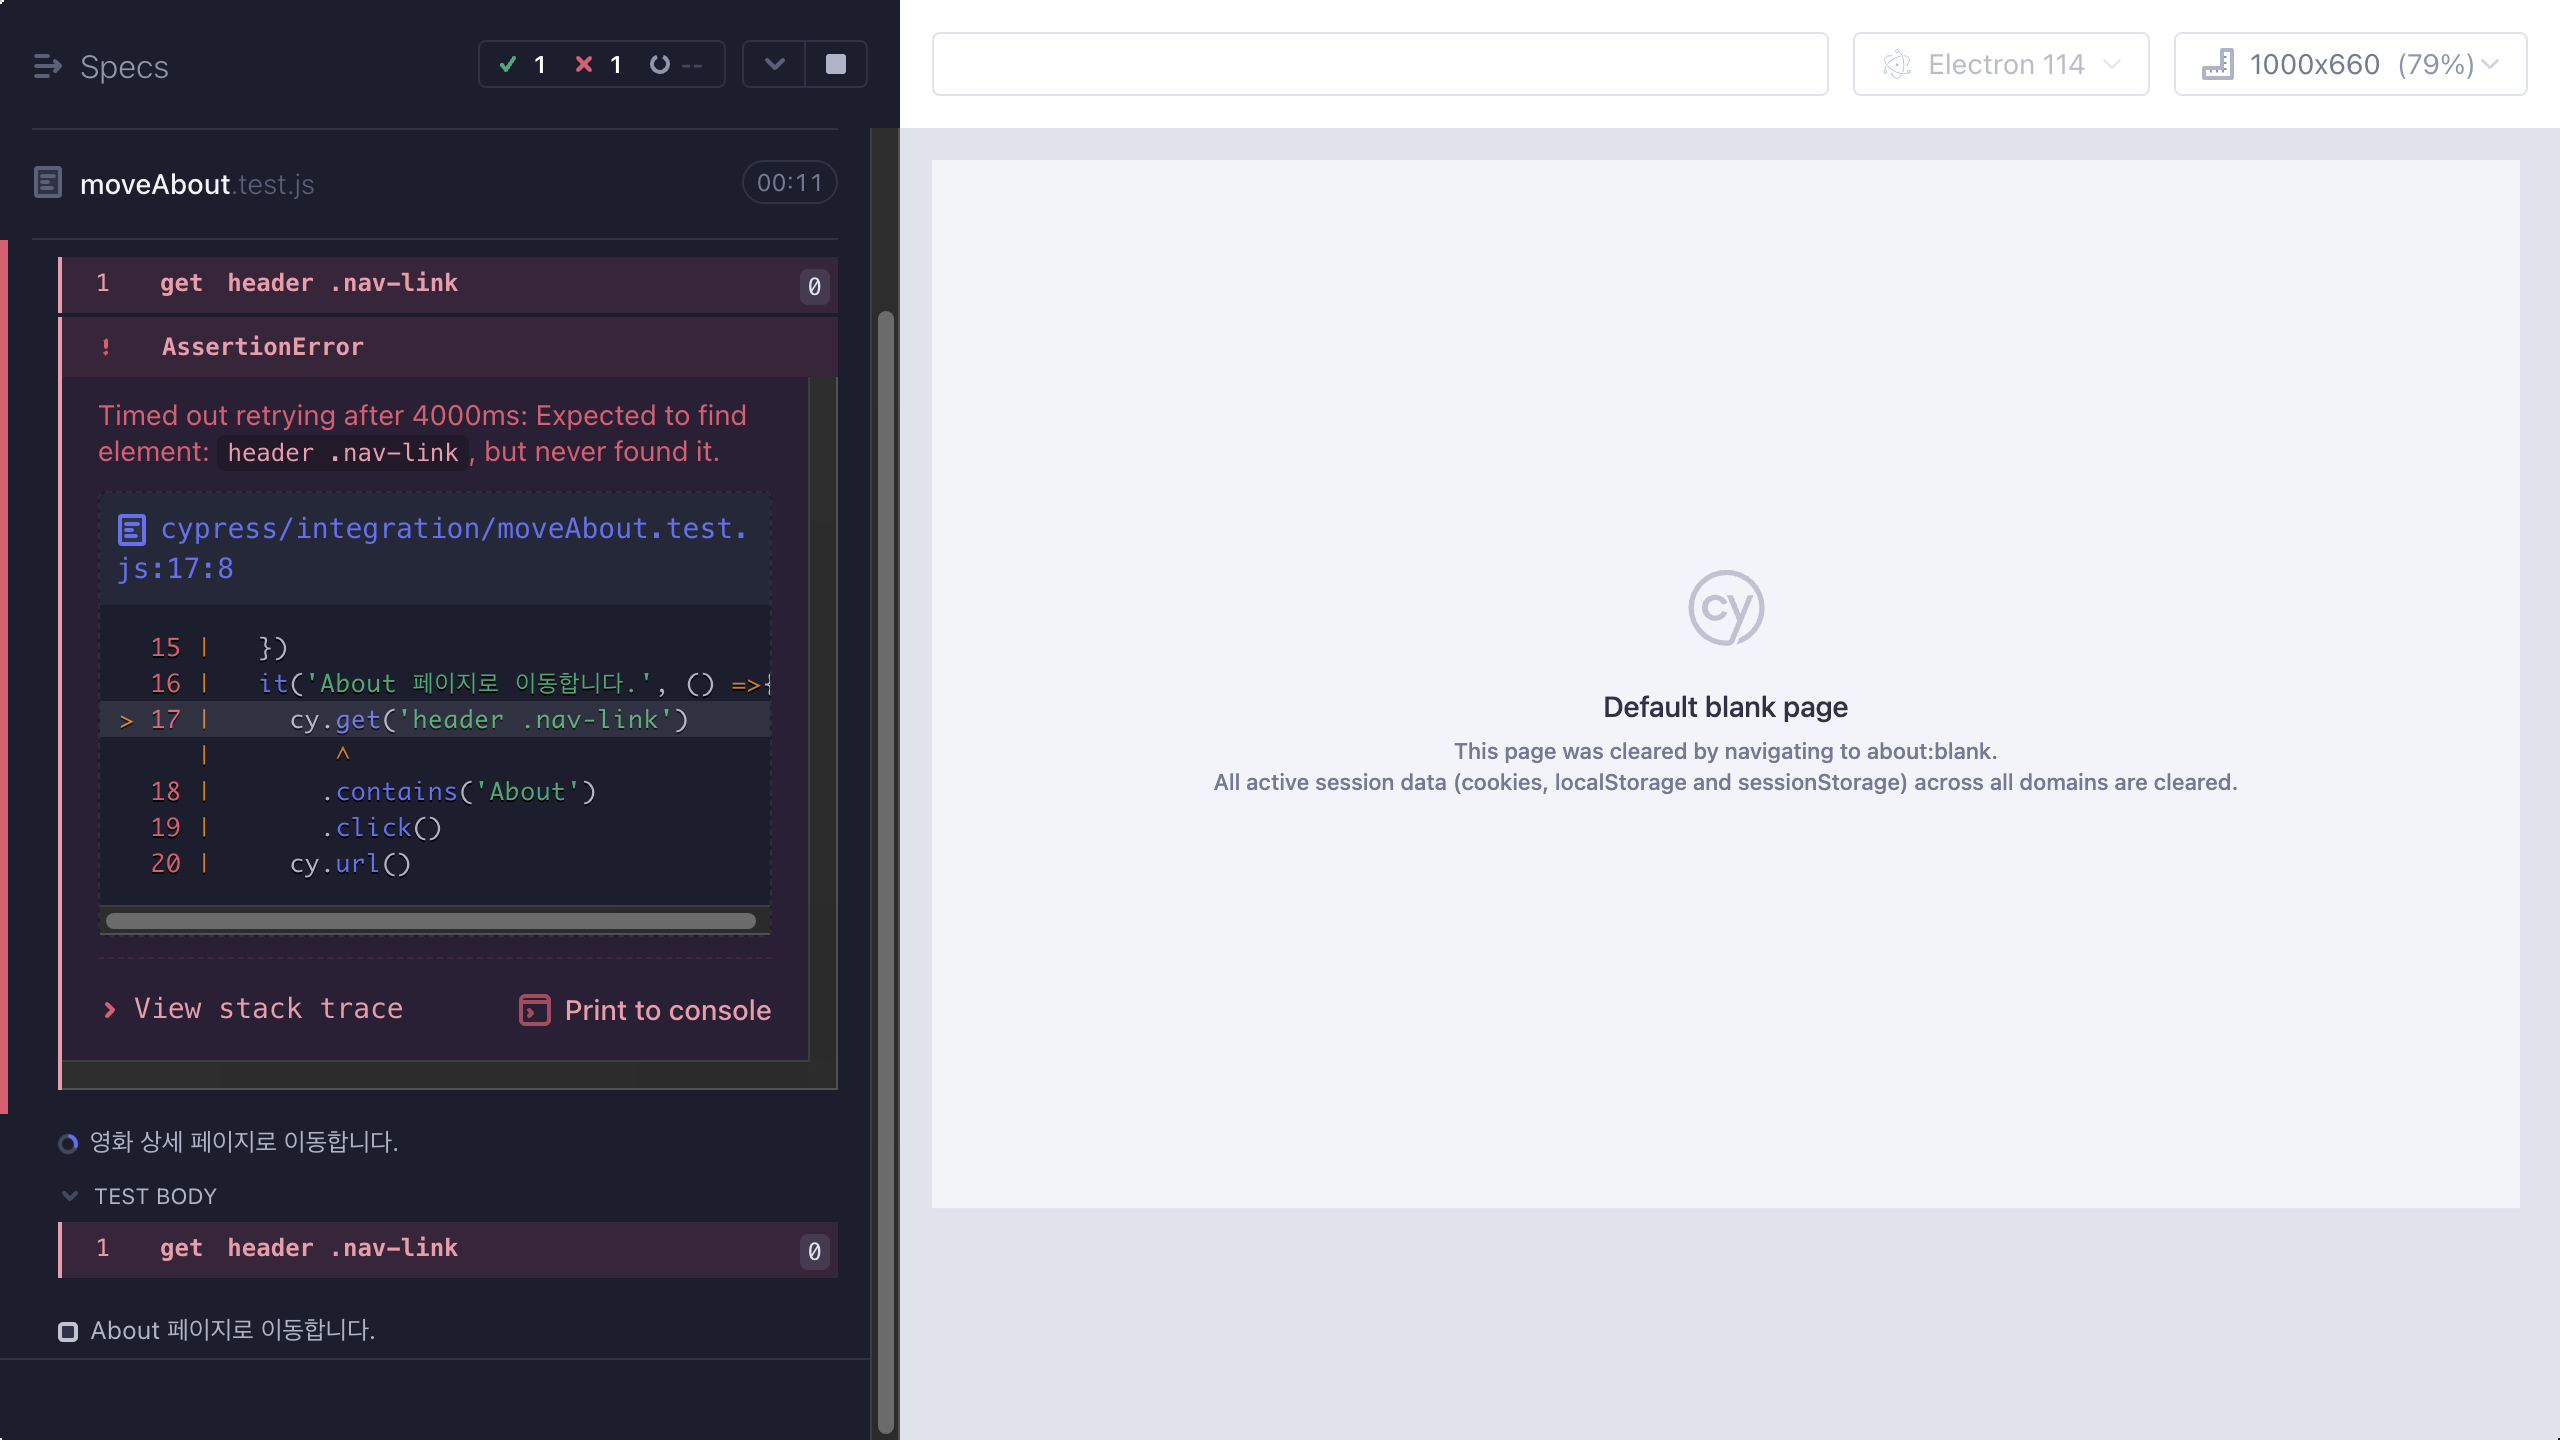 Specs
1 1 --
moveAbout.test.js 00:11
1 get header .nav-link 0
! AssertionError
Timed out retrying after 4000ms: Expected to find
element: header .nav-link , but never found it.
cypress/integration/moveAbout.test.
js:17:8
15 | })
16 | it('About 페이지로 이동합니다.', () =>{
> 17 | cy.get('header .nav-link')
| ^
18 | .contains('About')
19 | .click()
20 | cy.url()
View stack trace Print to console
영화 상세 페이지로 이동합니다.
TEST BODY
1 get header .nav-link 0
About 페이지로 이동합니다.
Electron 114
1000x660 (79%)
cy
Default blank page
This page was cleared by navigating to about:blank.
All active session data (cookies, localStorage and sessionStorage) across all domains are cleared.